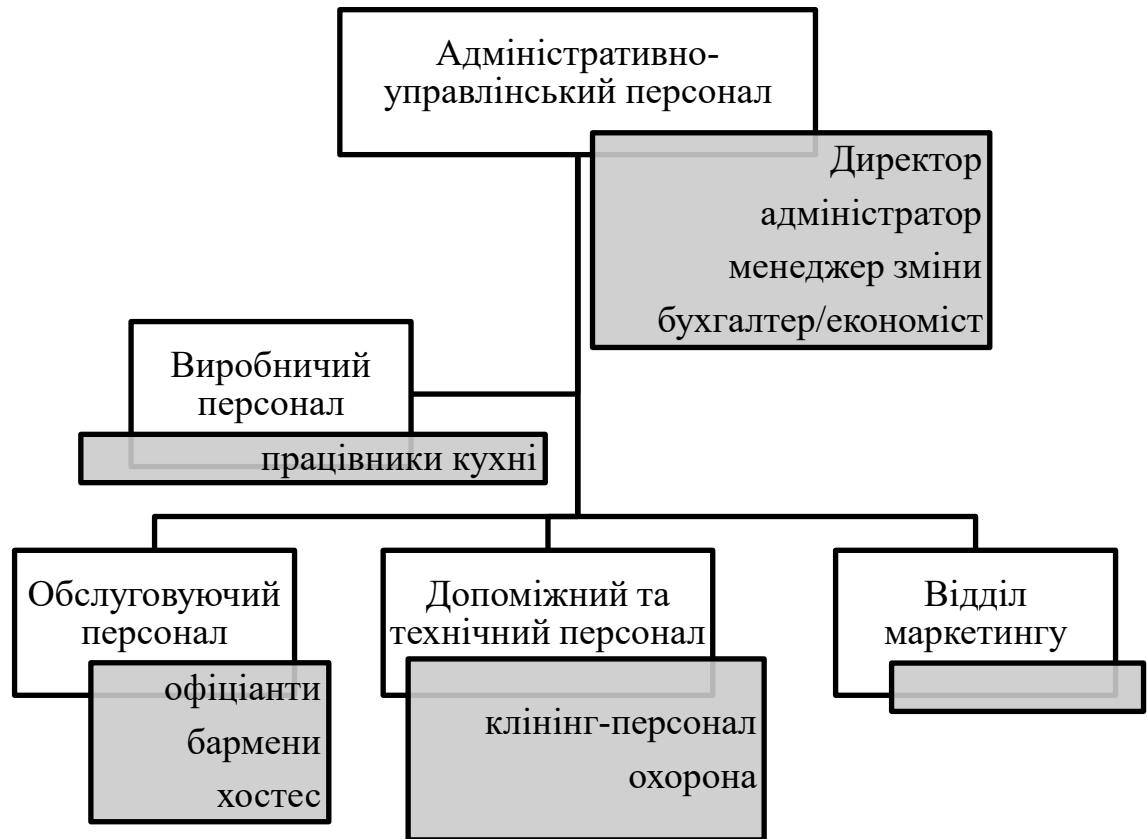 Адміністративно-
управлінський персонал
Директор
адміністратор
менеджер зміни
бухгалтер/економіст
Виробничий
персонал
працівники кухні
Обслуговуючий
персонал
офіціанти
бармени
хостес
Допоміжний та
технічний персонал
клінінг-персонал
охорона
Відділ
маркетингу